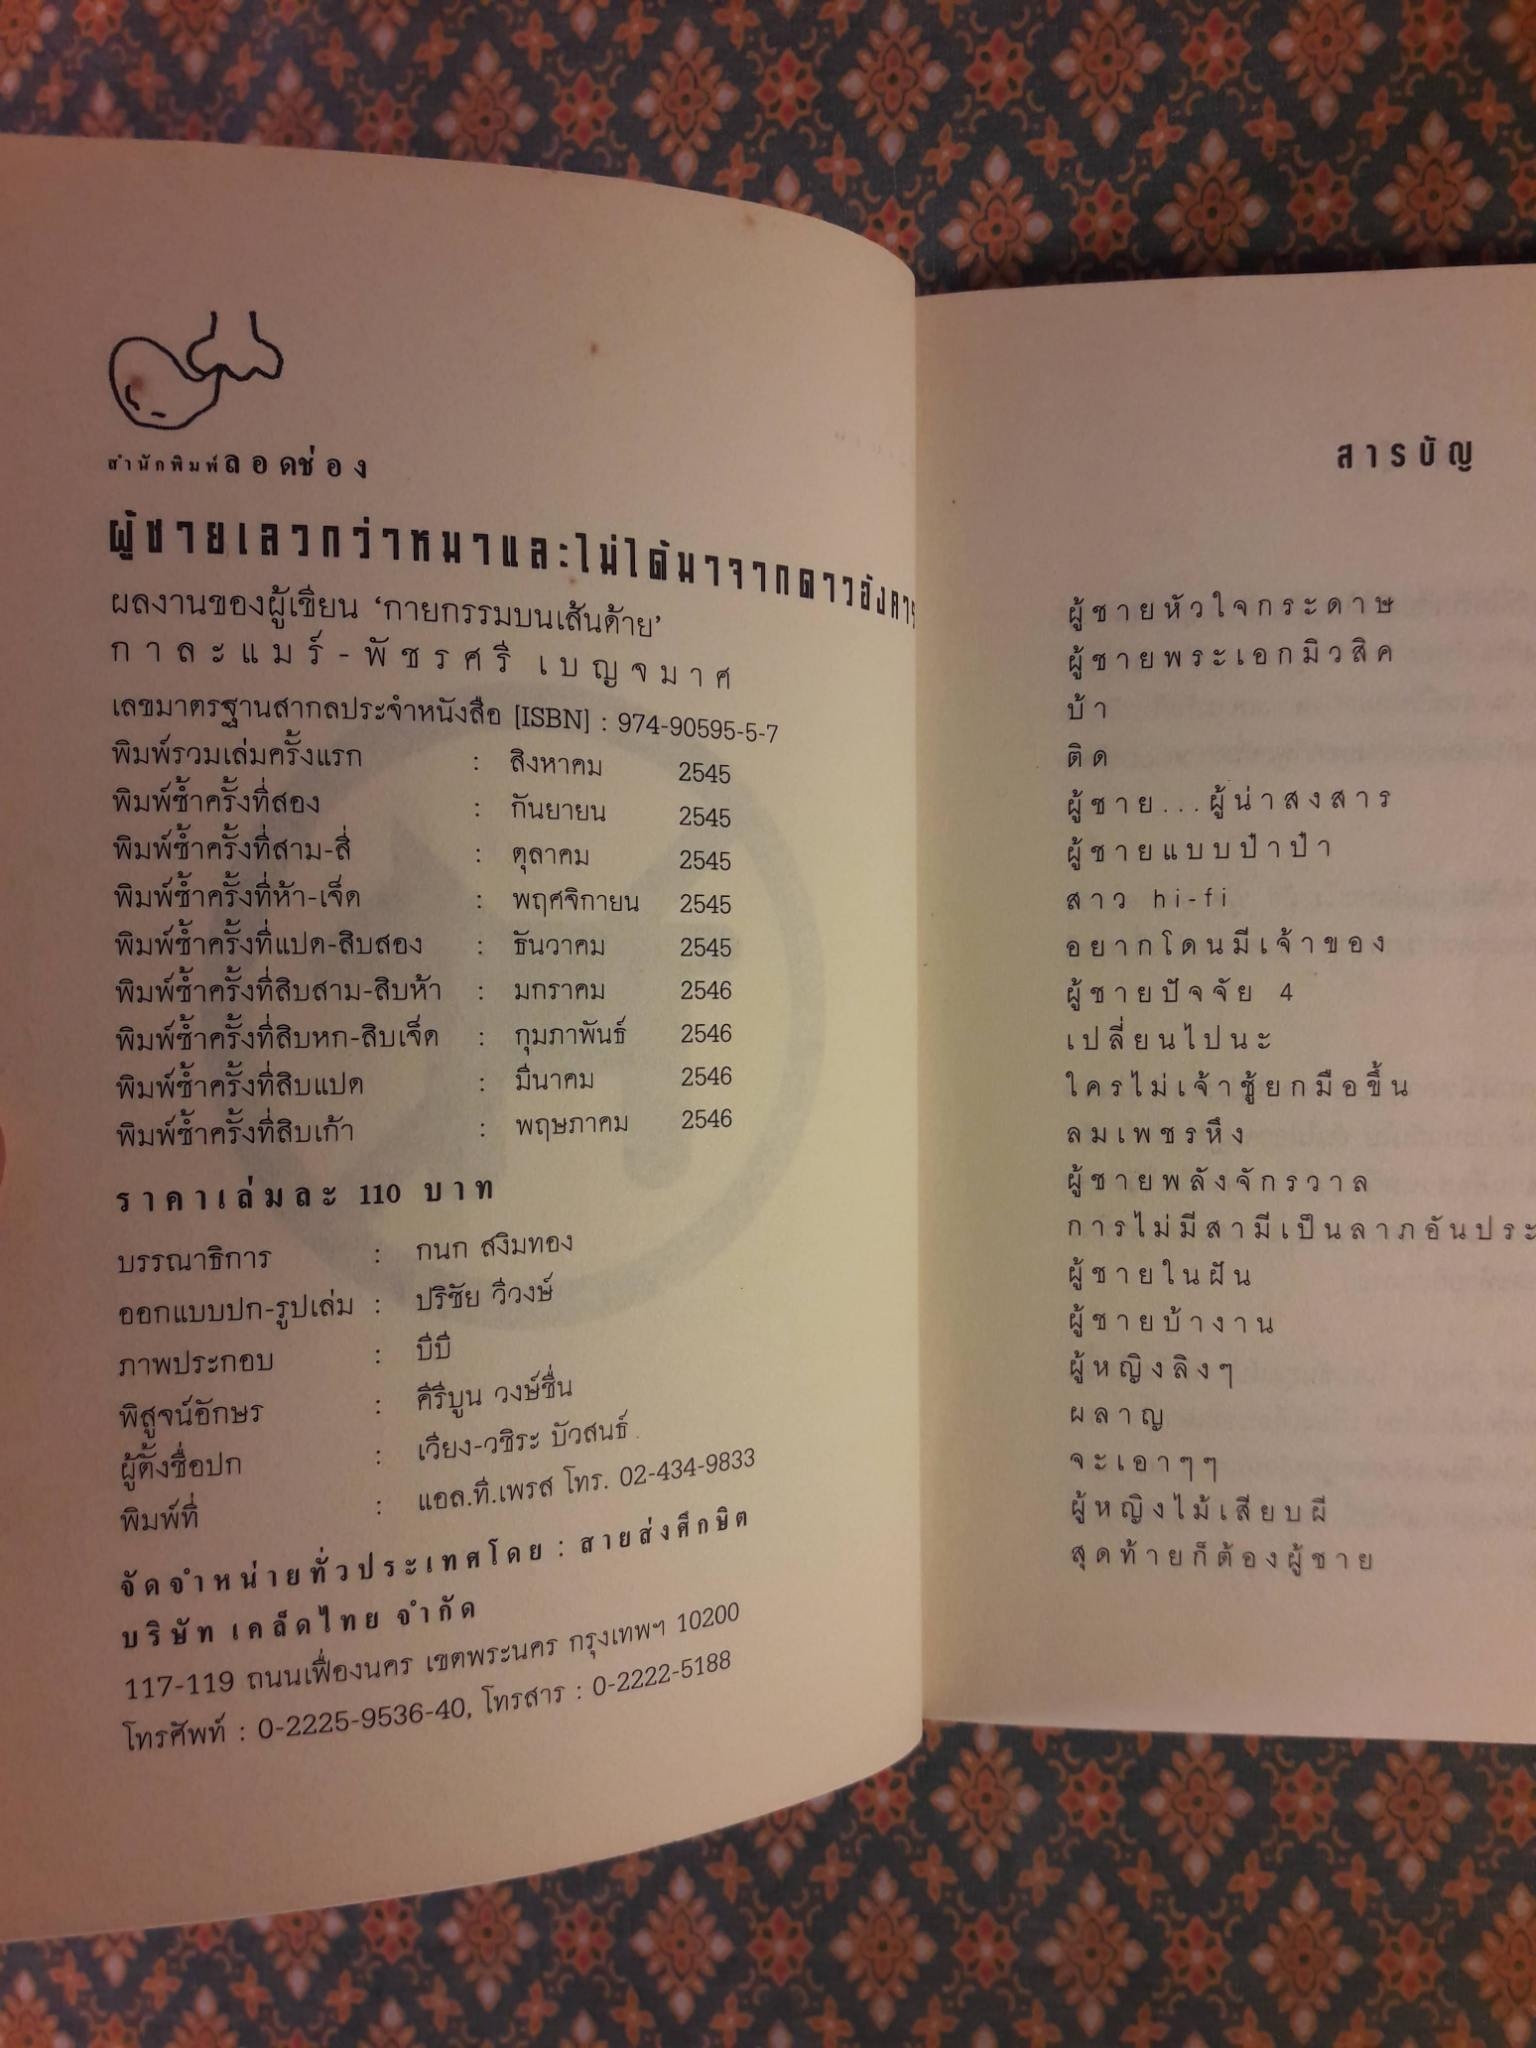 สำนักพิมพ์ลอดช่อง
ผู้ชายเลวกว่าหมาและไม่ได้มาจากดาวอังคาร
ผลงานของผู้เขียน ‘กายกรรมบนเส้นด้าย’
กาละแมร์-พัชรศรี เบญจมาศ
เลขมาตรฐานสากลประจำหนังสือ [ISBN] : 974-90595-5-7
พิมพ์รวมเล่มครั้งแรก : สิงหาคม 2545
พิมพ์ซ้ำครั้งที่สอง : กันยายน 2545
พิมพ์ซ้ำครั้งที่สาม-สี่ : ตุลาคม 2545
พิมพ์ซ้ำครั้งที่ห้า-เจ็ด : พฤศจิกายน 2545
พิมพ์ซ้ำครั้งที่แปด-สิบสอง : ธันวาคม 2545
พิมพ์ซ้ำครั้งที่สิบสาม-สิบห้า : มกราคม 2546
พิมพ์ซ้ำครั้งที่สิบหก-สิบเจ็ด : กุมภาพันธ์ 2546
พิมพ์ซ้ำครั้งที่สิบแปด : มีนาคม 2546
พิมพ์ซ้ำครั้งที่สิบเก้า : พฤษภาคม 2546
ราคาเล่มละ 110 บาท
บรรณาธิการ : กนก สงิมทอง
ออกแบบปก-รูปเล่ม : ปริชัย วีวงษ์
ภาพประกอบ : บีบี
พิสูจน์อักษร : คีรีบูน วงษ์ชื่น
ผู้ตั้งชื่อปก : เวียง-วชิระ บัวสนธ์
พิมพ์ที่ : แอล.ที.เพรส โทร. 02-434-9833
จัดจำหน่ายทั่วประเทศโดย : สายส่งศึกษิต
บริษัท เคล็ดไทย จำกัด
117-119 ถนนเฟื่องนคร เขตพระนคร กรุงเทพฯ 10200
โทรศัพท์ : 0-2225-9536-40, โทรสาร : 0-2222-5188
สารบัญ
ผู้ชายหัวใจกระดาษ
ผู้ชายพระเอกมิวสิค
บ้า
ติด
ผู้ชาย...ผู้น่าสงสาร
ผู้ชายแบบป๋าป๋า
สาว hi-fi
อยากโดนมีเจ้าของ
ผู้ชายปัจจัย 4
เปลี่ยนไปนะ
ใครไม่เจ้าชู้ยกมือขึ้น
ลมเพชรหึง
ผู้ชายพลังจักรวาล
การไม่มีสามีเป็นลาภอันประ
ผู้ชายในฝัน
ผู้ชายบ้างาน
ผู้หญิงลิงๆ
ผลาญ
จะเอาๆๆ
ผู้หญิงไม้เสียบผี
สุดท้ายก็ต้องผู้ชาย